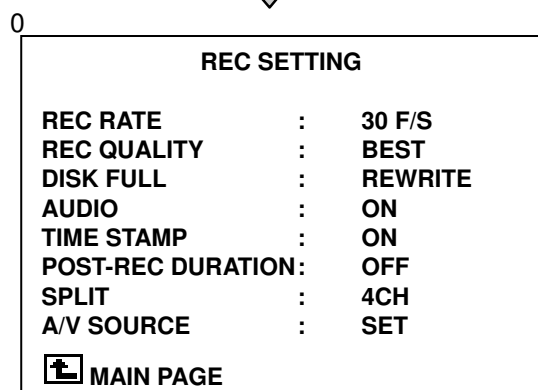 0
REC SETTING
REC RATE : 30 F/S
REC QUALITY : BEST
DISK FULL : REWRITE
AUDIO : ON
TIME STAMP : ON
POST-REC DURATION: OFF
SPLIT : 4CH
A/V SOURCE : SET
MAIN PAGE